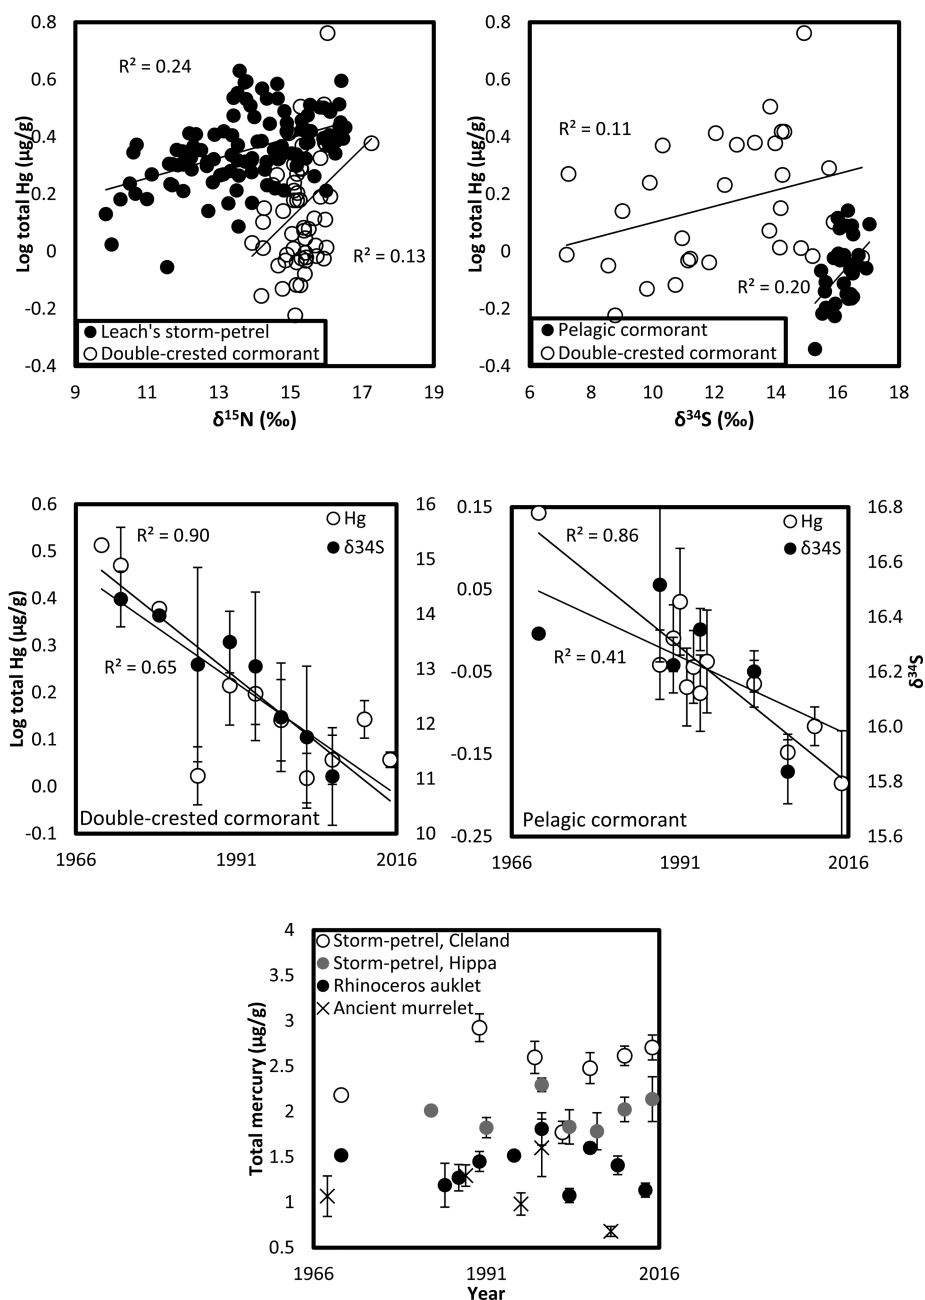 0.8
0.6
0.4
0.2
0
-0.2
-0.4
Log total Hg (µg/g)
R² = 0.24
R² = 0.13
Leach's storm-petrel
Double-crested cormorant
9 11 13 15 17 19
δ¹⁵N (‰)
0.8
0.6
0.4
0.2
0
-0.2
-0.4
Log total Hg (µg/g)
R² = 0.11
R² = 0.20
Pelagic cormorant
Double-crested cormorant
6 8 10 12 14 16 18
δ³⁴S (‰)
0.6
0.5
0.4
0.3
0.2
0.1
0.0
-0.1
Log total Hg (µg/g)
Hg
δ34S
R² = 0.90
R² = 0.65
Double-crested cormorant
16
15
14
13
12
11
10
1966 1991 2016
0.15
0.05
-0.05
-0.15
-0.25
Hg
δ34S
R² = 0.86
R² = 0.41
Pelagic cormorant
16.8
16.6
16.4
16.2
16.0
15.8
15.6
δ³⁴S
1966 1991 2016
4
3.5
3
2.5
2
1.5
1
0.5
Total mercury (µg/g)
Storm-petrel, Cleland
Storm-petrel, Hippa
Rhinoceros auklet
Ancient murrelet
1966 1991 2016
Year